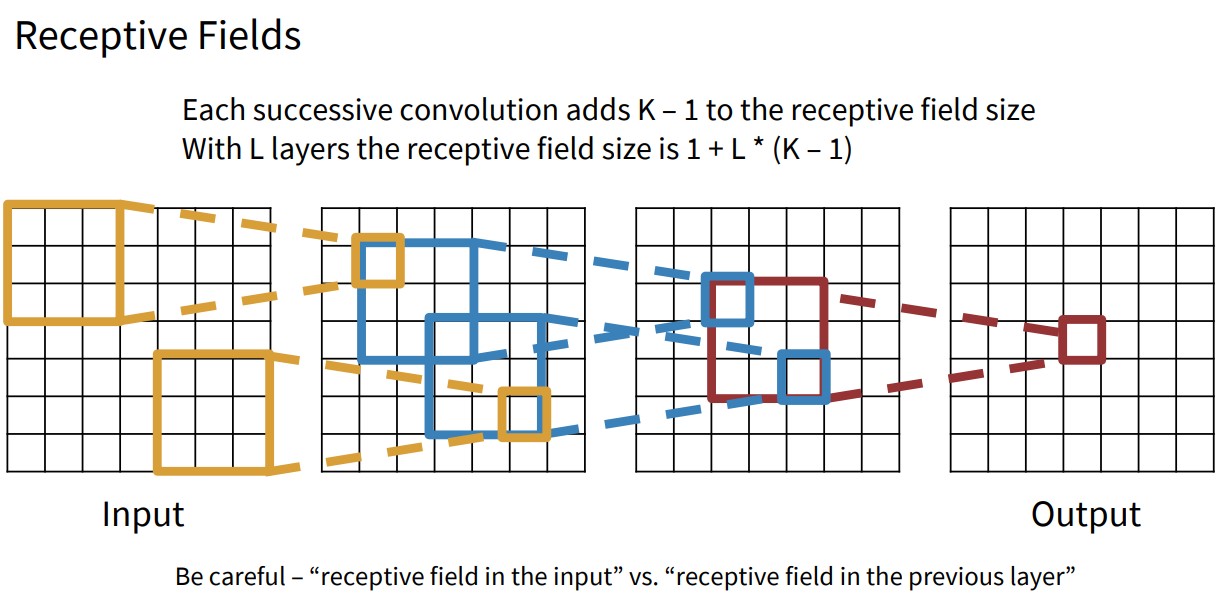 Receptive Fields
Each successive convolution adds K – 1 to the receptive field size
With L layers the receptive field size is 1 + L * (K – 1)
Input
Output
Be careful – “receptive field in the input” vs. “receptive field in the previous layer”